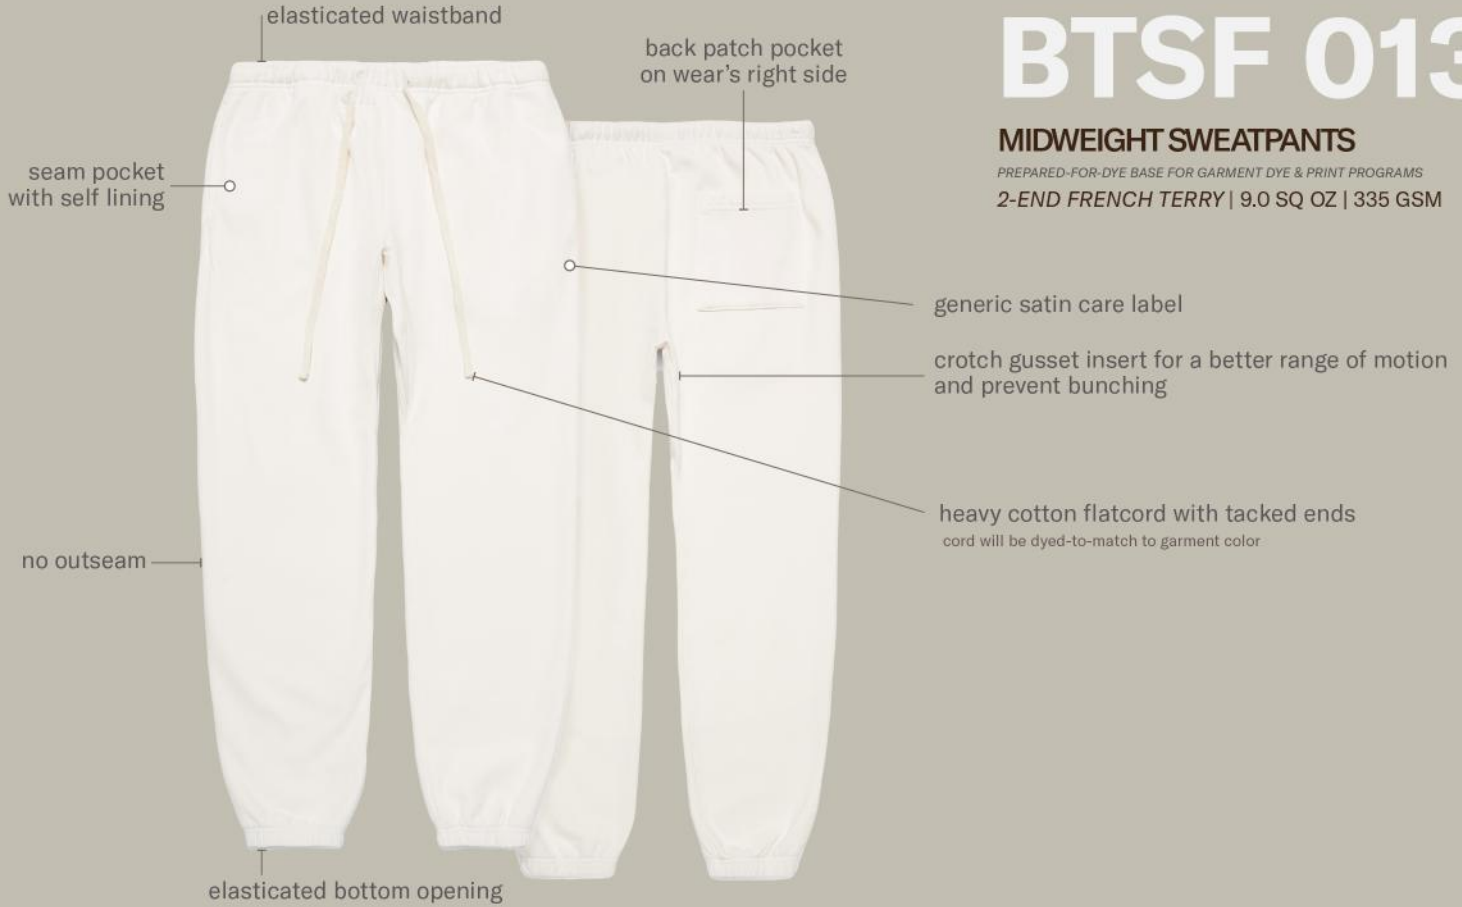 elasticated waistband
back patch pocket
on wear's right side
seam pocket
with self lining
BTSF 013
MIDWEIGHT SWEATPANTS
PREPARED-FOR-DYE BASE FOR GARMENT DYE & PRINT PROGRAMS
2-END FRENCH TERRY | 9.0 SQ OZ | 335 GSM
generic satin care label
crotch gusset insert for a better range of motion
and prevent bunching
heavy cotton flatcord with tacked ends
cord will be dyed-to-match to garment color
no outseam
elasticated bottom opening